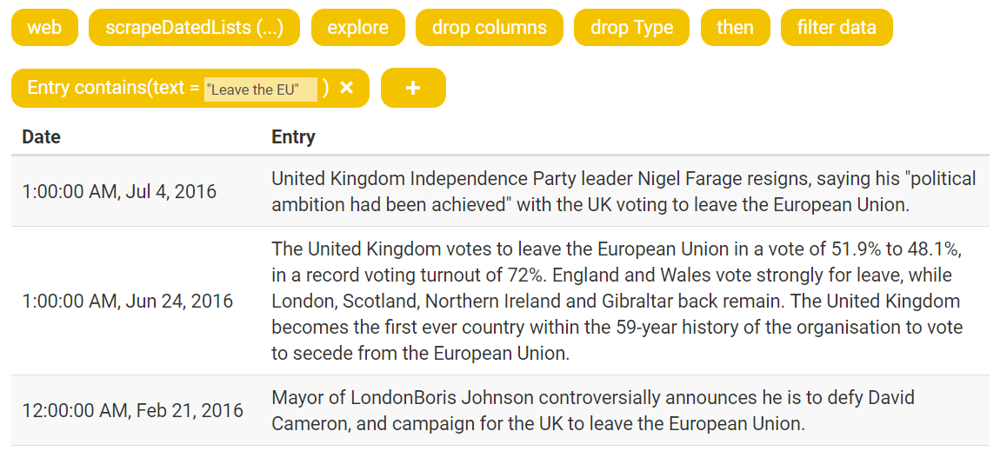 web scrapeDatedLists (...) explore drop columns drop Type then filter data
Entry contains(text = "Leave the EU" ) × +
Date Entry
1:00:00 AM, Jul 4, 2016 United Kingdom Independence Party leader Nigel Farage resigns, saying his "political
ambition had been achieved" with the UK voting to leave the European Union.
1:00:00 AM, Jun 24, 2016 The United Kingdom votes to leave the European Union in a vote of 51.9% to 48.1%,
in a record voting turnout of 72%. England and Wales vote strongly for leave, while
London, Scotland, Northern Ireland and Gibraltar back remain. The United Kingdom
becomes the first ever country within the 59-year history of the organisation to vote
to secede from the European Union.
12:00:00 AM, Feb 21, 2016 Mayor of LondonBoris Johnson controversially announces he is to defy David
Cameron, and campaign for the UK to leave the European Union.